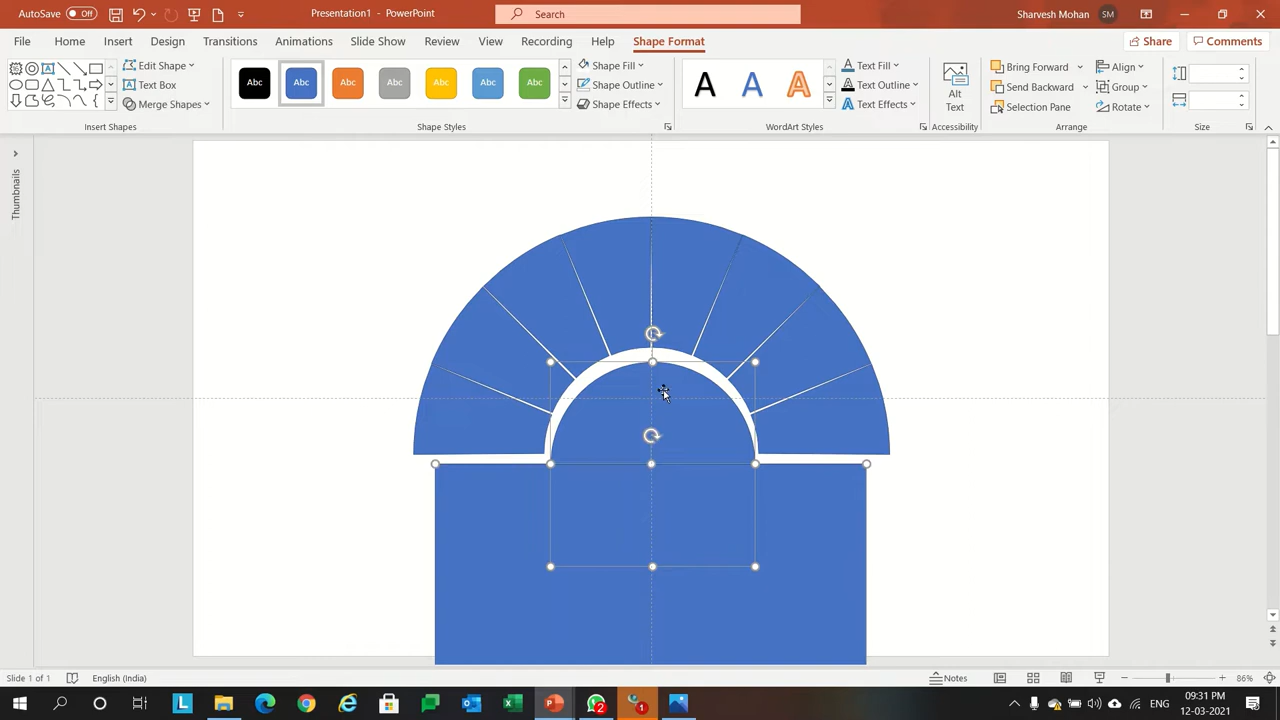 AutoSave Off Presentation1 - PowerPoint Search Sharvesh Mohan SM
File Home Insert Design Transitions Animations Slide Show Review View Recording Help Shape Format Share Comments
Edit Shape
Text Box
Merge Shapes
Insert Shapes
Abc Abc Abc Abc Abc Abc Abc
Shape Fill
Shape Outline
Shape Effects
Shape Styles
A A A
Text Fill
Text Outline
Text Effects
WordArt Styles
Alt
Text
Accessibility
Bring Forward
Send Backward
Selection Pane
Align
Group
Rotate
Arrange
Size
Thumbnails
Slide 1 of 1 English (India) Notes 86%
L X P 2 1
09:31 PM
12-03-2021